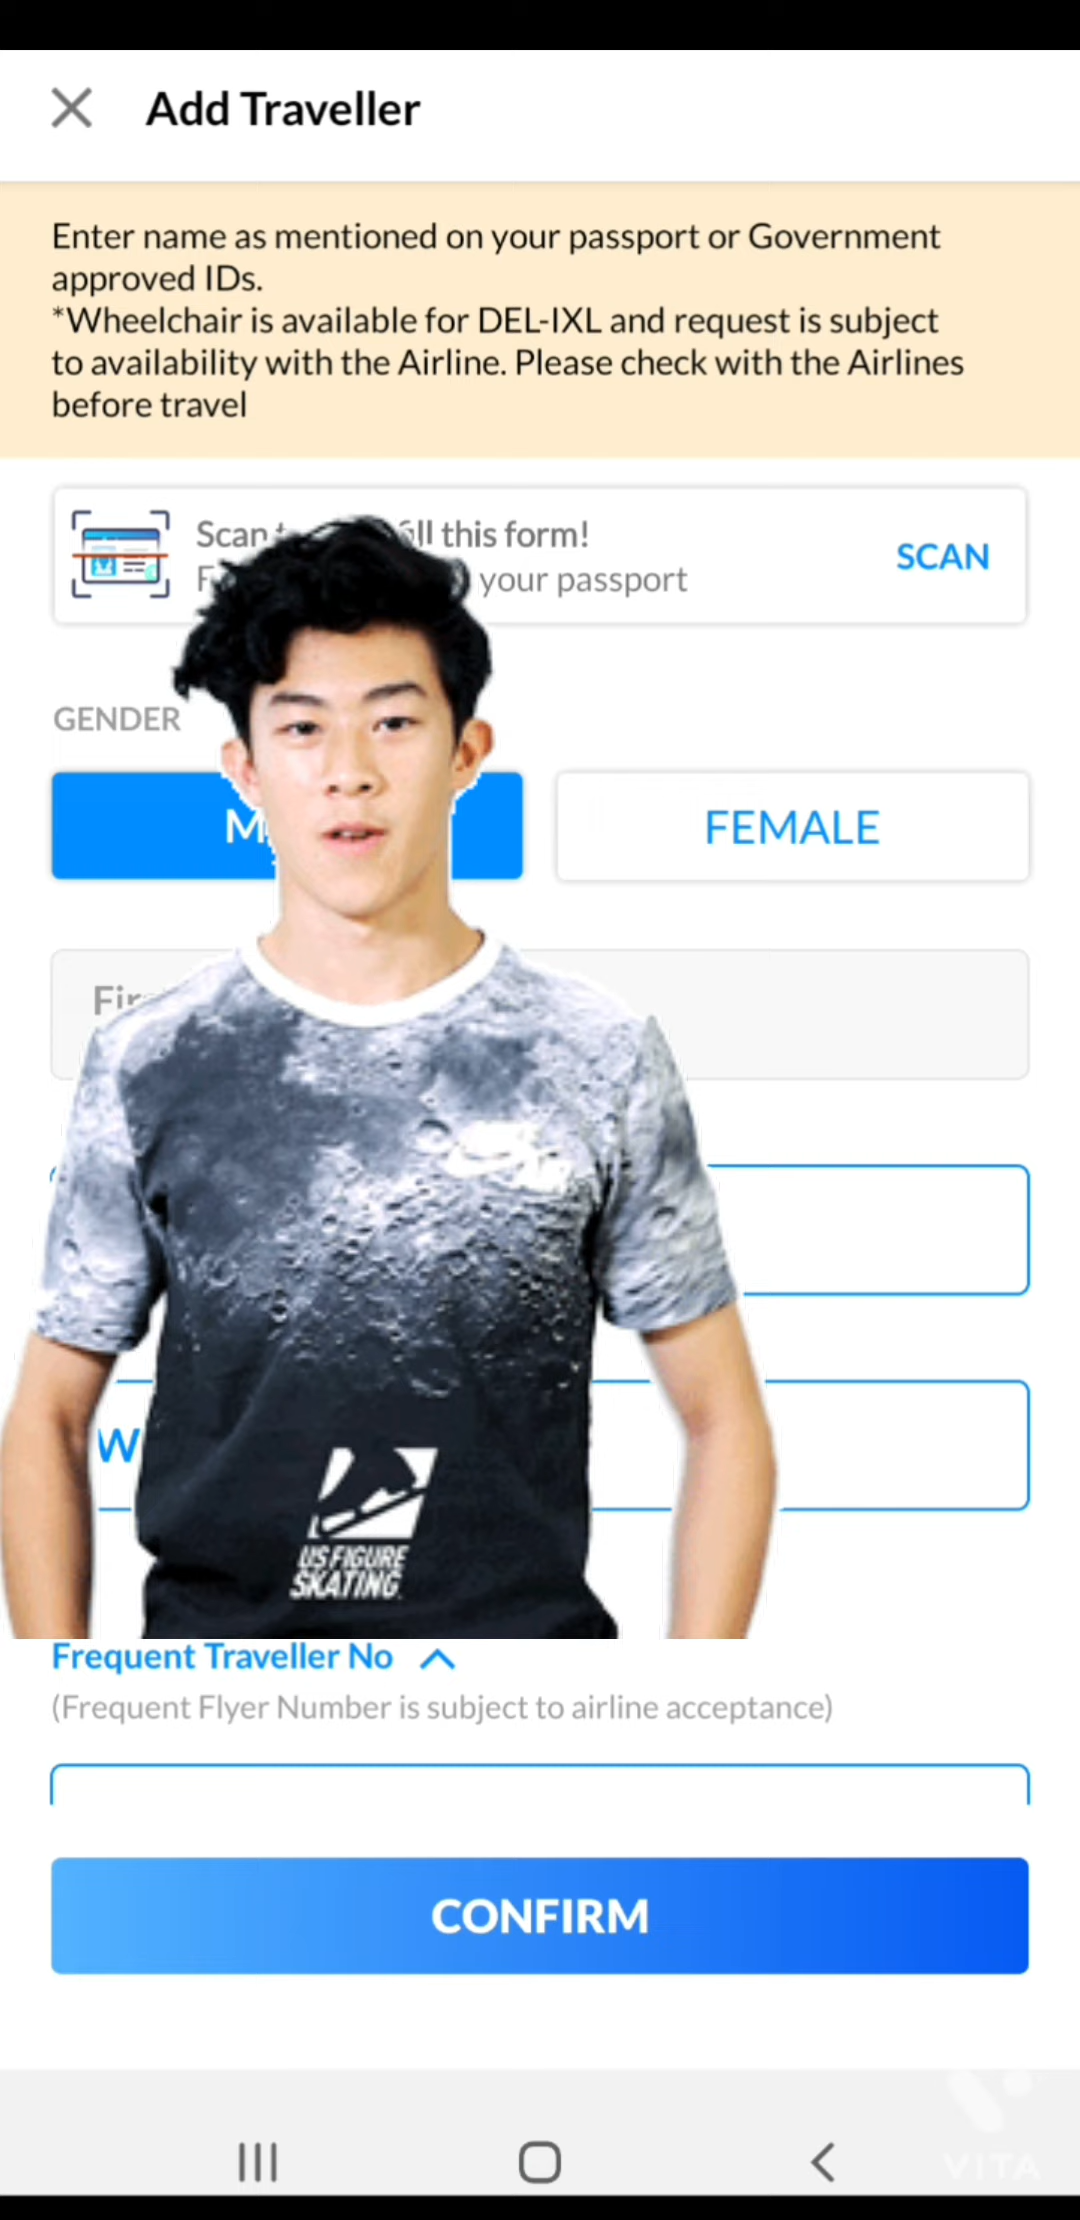 Add Traveller
Enter name as mentioned on your passport or Government
approved IDs.
*Wheelchair is available for DEL-IXL and request is subject
to availability with the Airline. Please check with the Airlines
before travel
Scan this form!
your passport
SCAN
GENDER
FEMALE
Frequent Traveller No
(Frequent Flyer Number is subject to airline acceptance)
CONFIRM
US FIGURE
SKATING
VITA